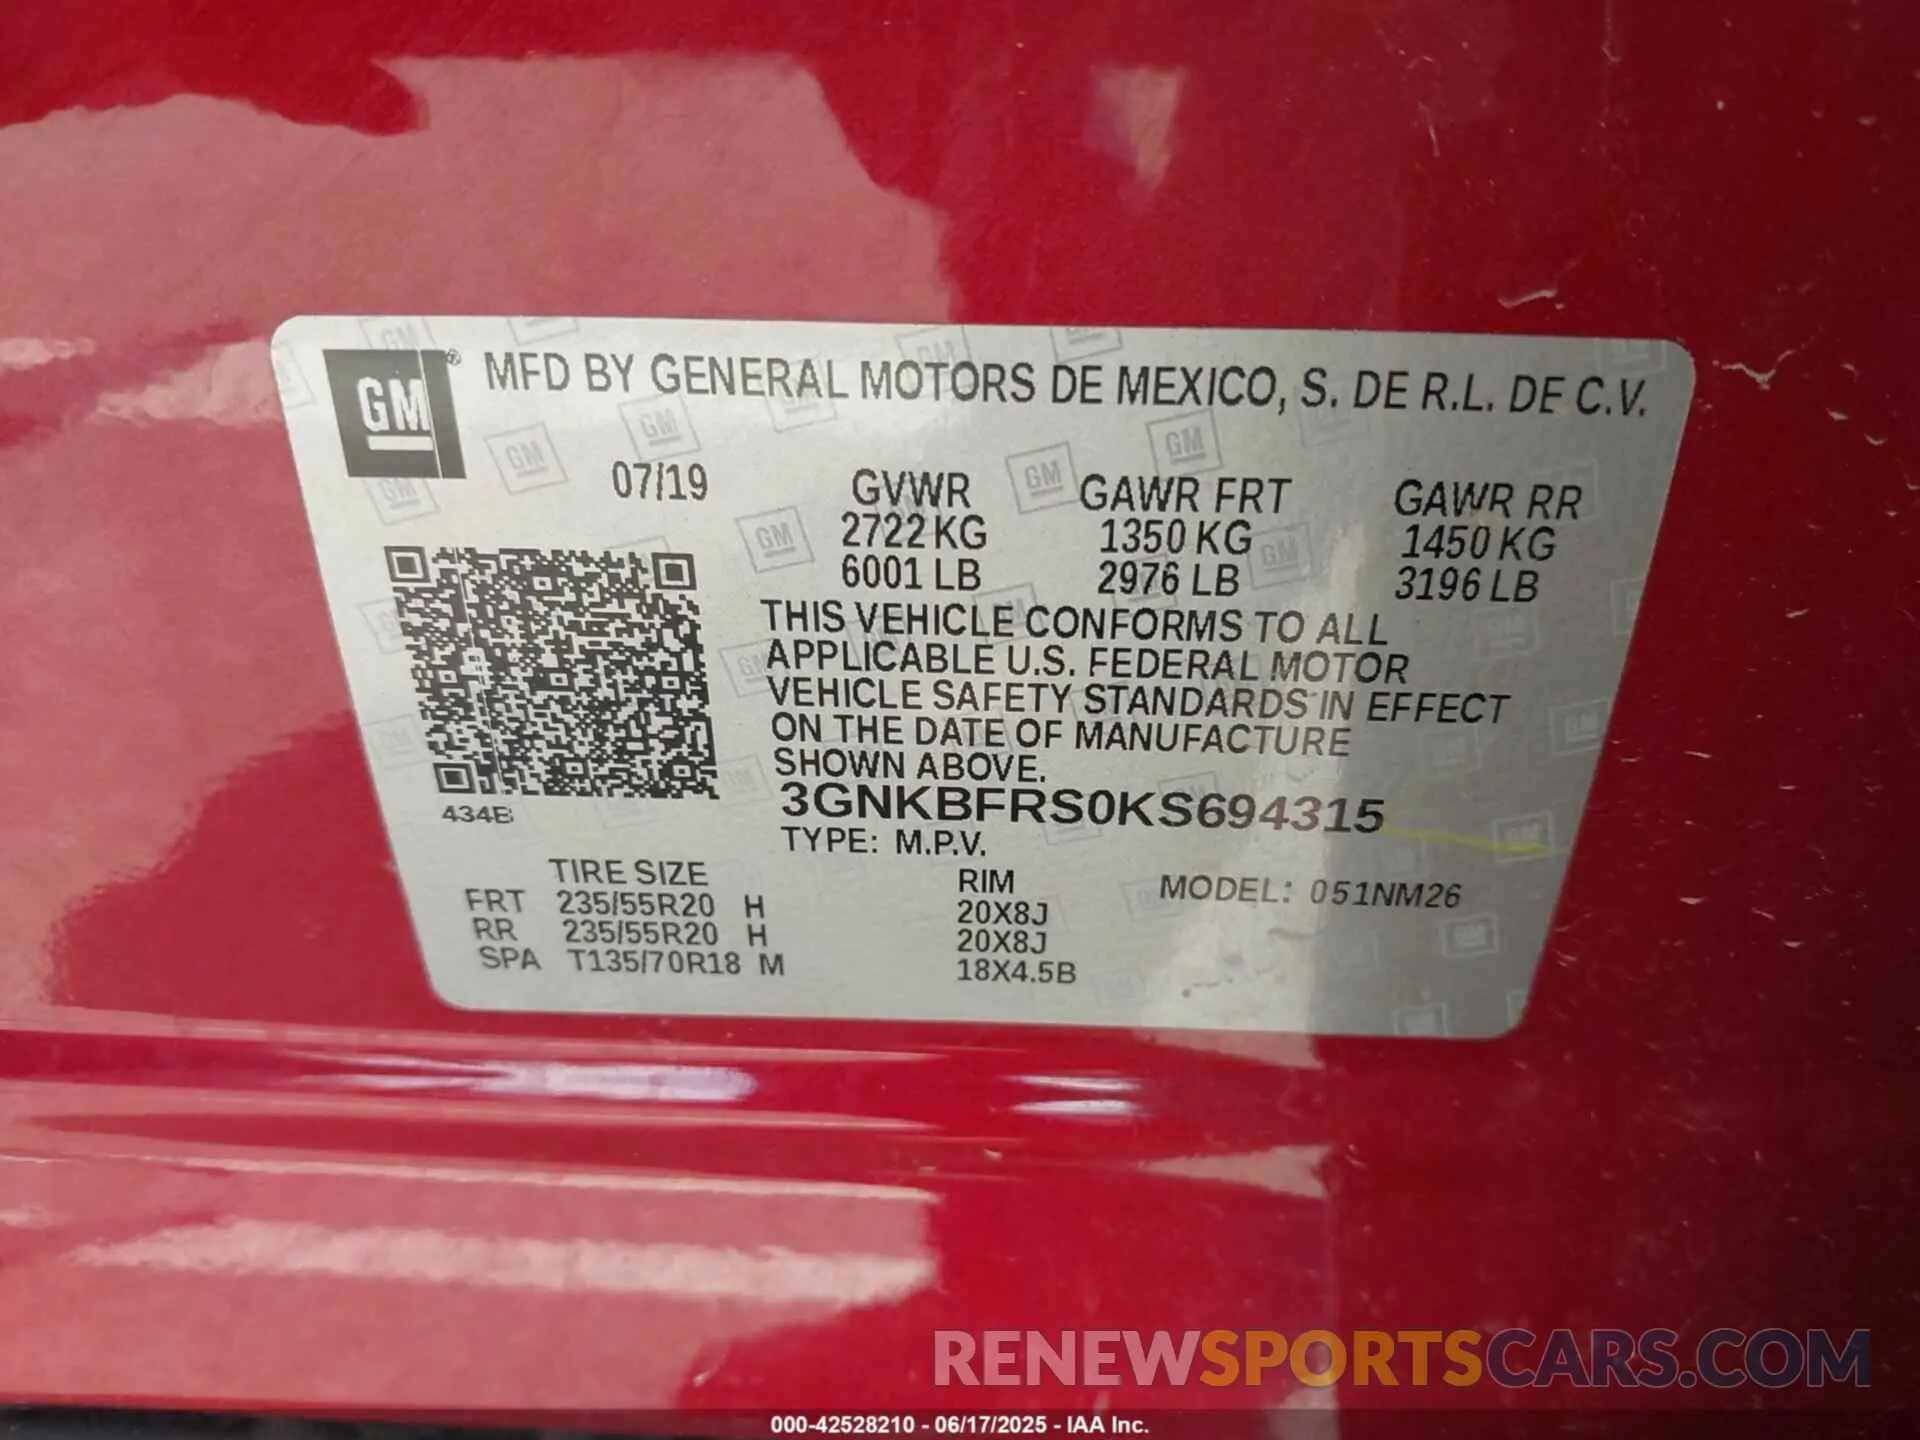 GM® MFD BY GENERAL MOTORS DE MEXICO, S. DE R.L. DE C.V.
07/19 GVWR GAWR FRT GAWR RR
2722 KG 1350 KG 1450 KG
6001 LB 2976 LB 3196 LB
THIS VEHICLE CONFORMS TO ALL
APPLICABLE U.S. FEDERAL MOTOR
VEHICLE SAFETY STANDARDS IN EFFECT
ON THE DATE OF MANUFACTURE
SHOWN ABOVE.
434B 3GNKBFRS0KS694315
TYPE: M.P.V.
TIRE SIZE RIM MODEL: 051NM26
FRT 235/55R20 H 20X8J
RR 235/55R20 H 20X8J
SPA T135/70R18 M 18X4.5B
RENEWSPORTSCARS.COM
000-42528210 - 06/17/2025 - IAA Inc.